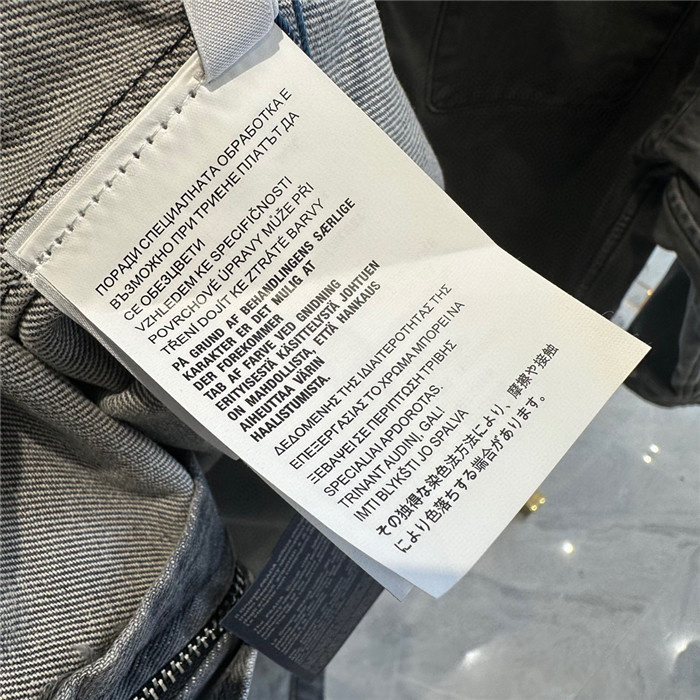 ПОРАДИ СПЕЦИАЛНАТА ОБРАБОТКА Е
ВЪЗМОЖНО ПРИ ТРИЕНЕ ПЛАТЪТ ДА
СЕ ОБЕЗЦВЕТИ
VZHLEDEM KE SPECIFIČNOSTI
POVRCHOVÉ ÚPRAVY MŮŽE PŘI
TŘENÍ DOJÍT KE ZTRÁTĚ BARVY
PÅ GRUND AF BEHANDLINGENS SÆRLIGE
KARAKTER ER DET MULIG AT
DER FOREKOMMER
TAB AF FARVE VED GNIDNING
ERITYISESTÄ KÄSITTELYSTÄ JOHTUEN
ON MAHDOLLISTA, ETTÄ HANKAUS
AIHEUTTAA VÄRIN
HAALISTUMISTA.
ΔΕΔΟΜΕΝΗΣ ΤΗΣ ΙΔΙΑΙΤΕΡΟΤΗΤΑΣ ΤΗΣ
ΕΠΕΞΕΡΓΑΣΙΑΣ ΤΟ ΧΡΩΜΑ ΜΠΟΡΕΙ ΝΑ
ΞΕΒΑΨΕΙ ΣΕ ΠΕΡΙΠΤΩΣΗ ΤΡΙΒΗΣ
SPECIALIAI APDOROTAS.
TRINANT AUDINĮ, GALI
IMTI BLYKŠTI JO SPALVA
その独得な染色法方法により、摩擦や接触
により色落ちする場合があります。